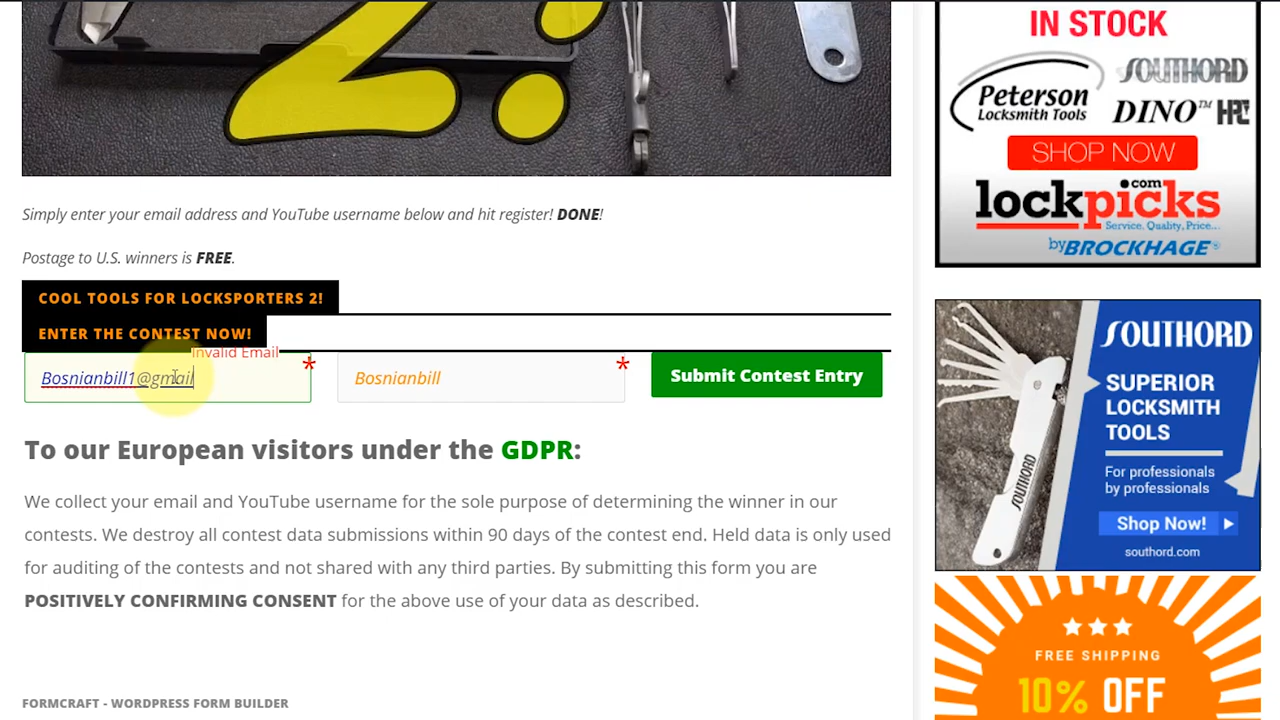 2!
Simply enter your email address and YouTube username below and hit register! DONE!
Postage to U.S. winners is FREE.
COOL TOOLS FOR LOCKSPORTERS 2!
ENTER THE CONTEST NOW!
Invalid Email
Bosnianbill1@gmail
*
Bosnianbill
*
Submit Contest Entry
To our European visitors under the GDPR:
We collect your email and YouTube username for the sole purpose of determining the winner in our
contests. We destroy all contest data submissions within 90 days of the contest end. Held data is only used
for auditing of the contests and not shared with any third parties. By submitting this form you are
POSITIVELY CONFIRMING CONSENT for the above use of your data as described.
FORMCRAFT - WORDPRESS FORM BUILDER
IN STOCK
Peterson
Locksmith Tools
SOUTHORD
DINO™ HPC
SHOP NOW
lockpicks.com
Service, Quality, Price...
by BROCKHAGE®
SOUTHORD
SUPERIOR
LOCKSMITH
TOOLS
For professionals
by professionals
Shop Now!
southord.com
SOUTHORD
FREE SHIPPING
10% OFF